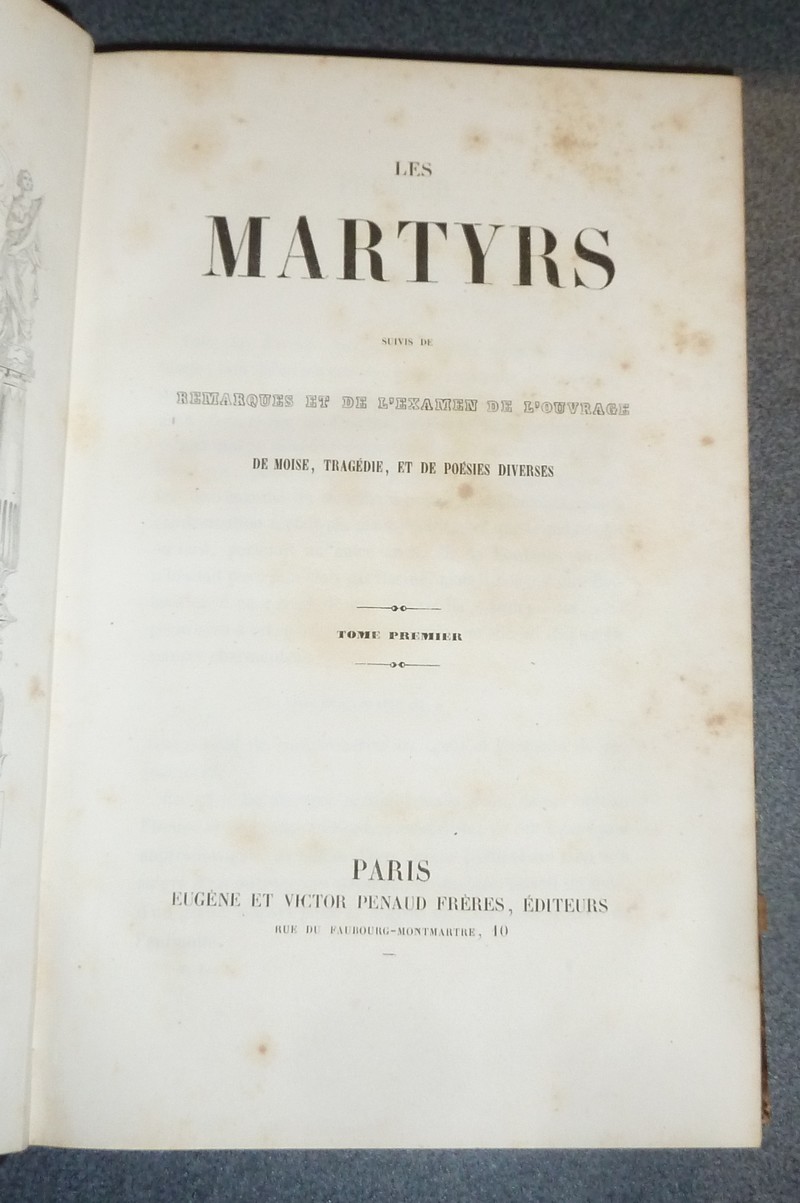 LES
MARTYRS
SUIVIS DE
REMARQUES ET DE L'EXAMEN DE L'OUVRAGE
DE MOISE, TRAGÉDIE, ET DE POÉSIES DIVERSES
TOME PREMIER
PARIS
EUGÈNE ET VICTOR PENAUD FRÈRES, ÉDITEURS
RUE DU FAUBOURG-MONTMARTRE, 10